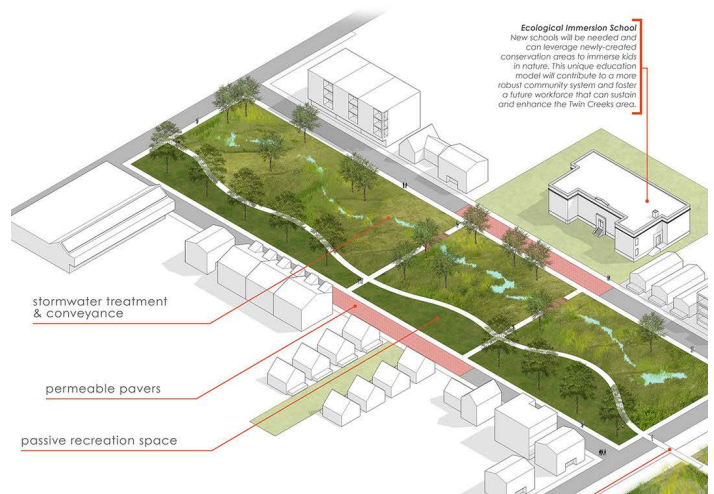 Ecological Immersion School
New schools will be needed and
can leverage newly-created
conservation areas to immerse kids
in nature. This unique education
model will contribute to a more
robust community system and foster
a future workforce that can sustain
and enhance the Twin Creeks area.
stormwater treatment
& conveyance
permeable pavers
passive recreation space